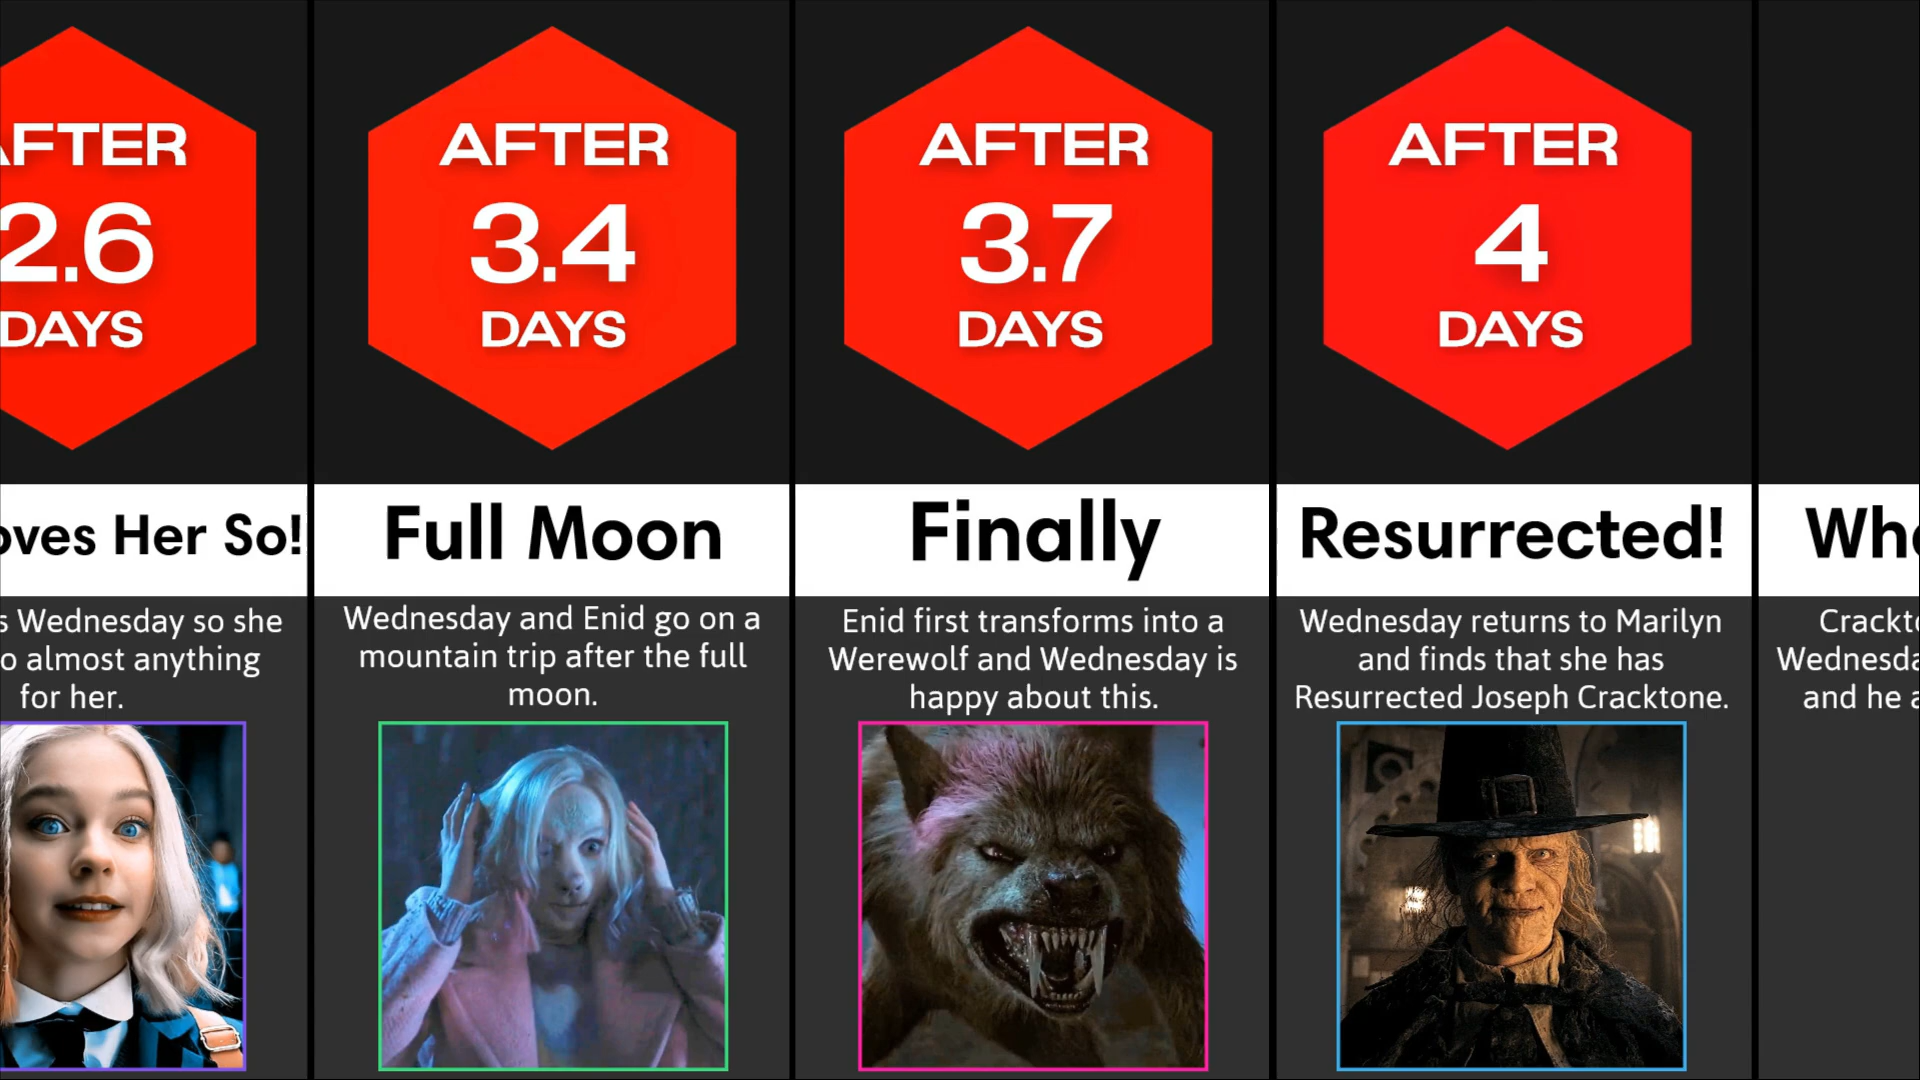 AFTER
2.6
DAYS
oves Her So!
s Wednesday so she
o almost anything
for her.
AFTER
3.4
DAYS
Full Moon
Wednesday and Enid go on a
mountain trip after the full
moon.
AFTER
3.7
DAYS
Finally
Enid first transforms into a
Werewolf and Wednesday is
happy about this.
AFTER
4
DAYS
Resurrected!
Wednesday returns to Marilyn
and finds that she has
Resurrected Joseph Cracktone.
Crackto
Wednesda
and he a